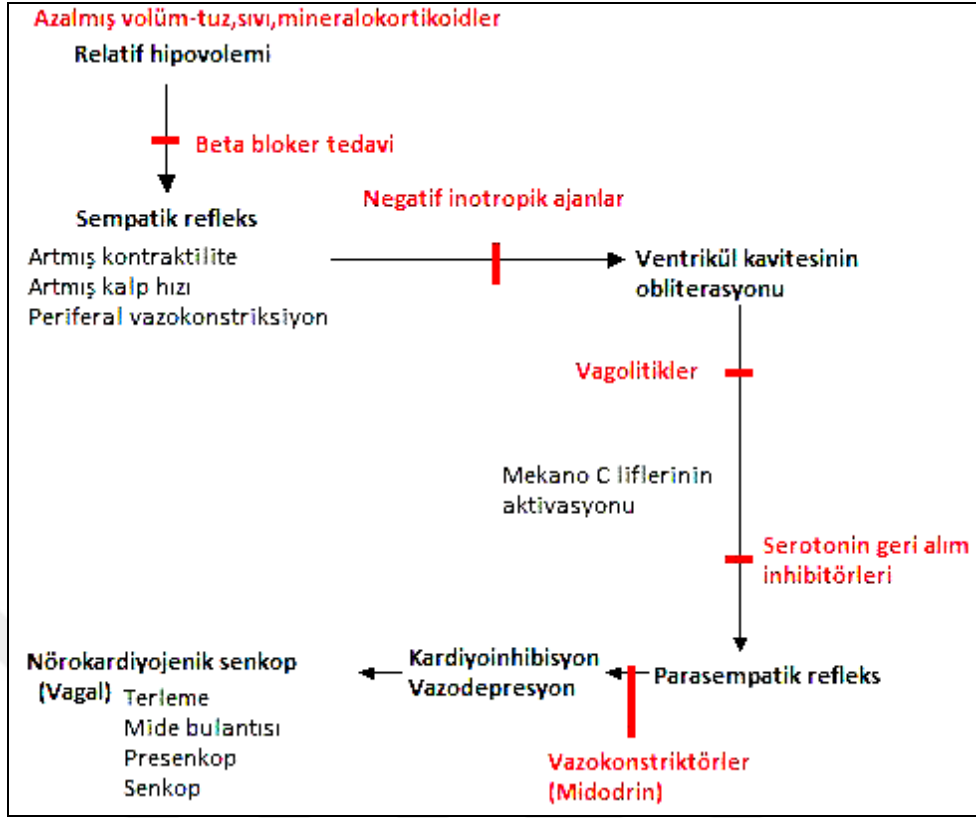 Azalmış volüm-tuz,sıvı,mineralokortikoidler
Relatif hipovolemi
Beta bloker tedavi
Negatif inotropik ajanlar
Sempatik refleks
Artmış kontraktilite
Artmış kalp hızı
Periferal vazokonstriksiyon
Ventrikül kavitesinin
obliterasyonu
Vagolitikler
Mekano C liflerinin
aktivasyonu
Serotonin geri alım
inhibitörleri
Parasempatik refleks
Kardiyoinhibisyon
Vazodepresyon
Vazokonstriktörler
(Midodrin)
Nörokardiyojenik senkop
(Vagal)
Terleme
Mide bulantısı
Presenkop
Senkop